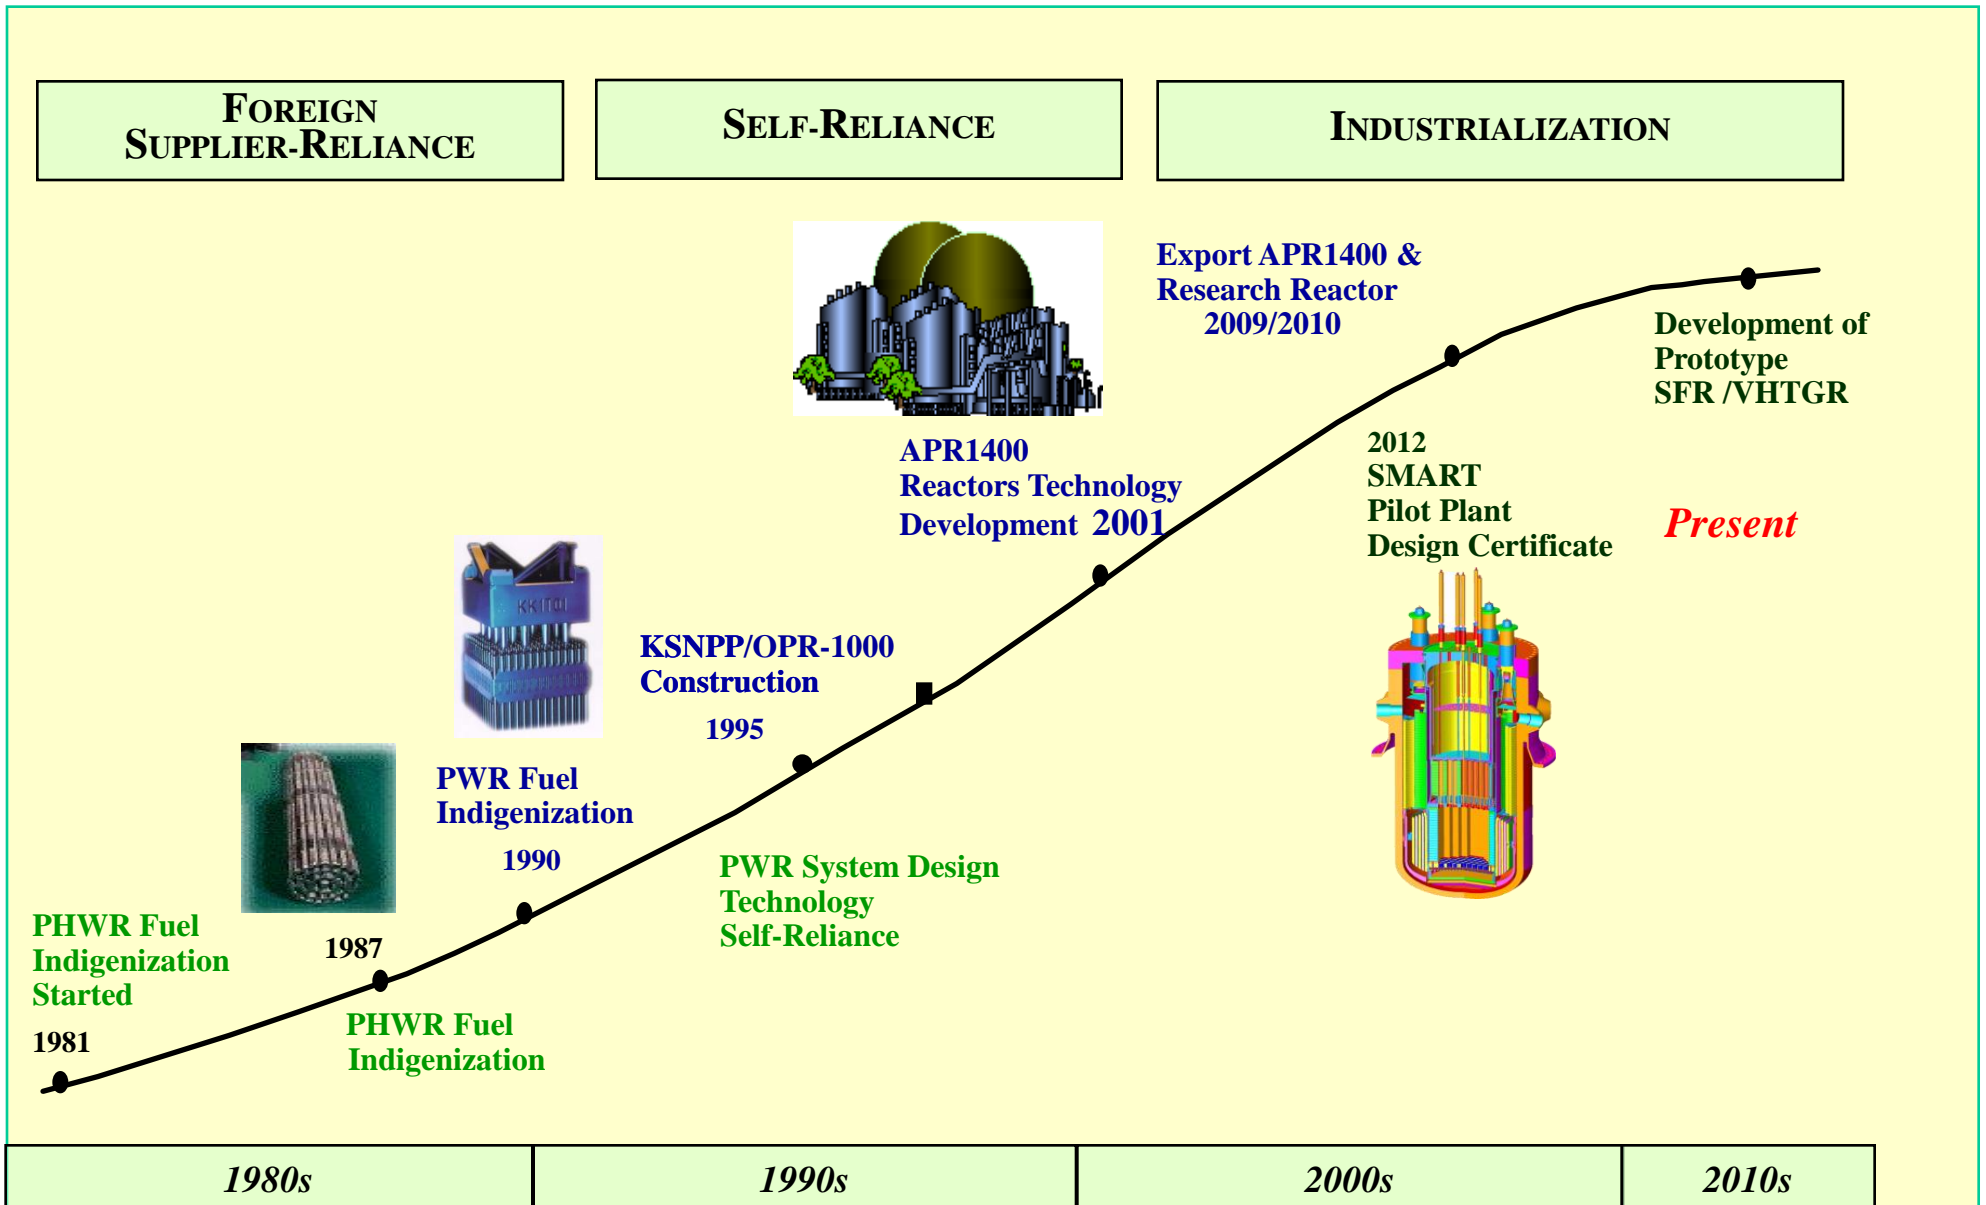 FOREIGN
SUPPLIER-RELIANCE
SELF-RELIANCE
INDUSTRIALIZATION
Export APR1400 &
Research Reactor
2009/2010
Development of
Prototype
SFR /VHTGR
APR1400
Reactors Technology
Development 2001
2012
SMART
Pilot Plant
Design Certificate
Present
KSNPP/OPR-1000
Construction
1995
PWR Fuel
Indigenization
1990
PWR System Design
Technology
Self-Reliance
PHWR Fuel
Indigenization
Started
1981
1987
PHWR Fuel
Indigenization
1980s
1990s
2000s
2010s